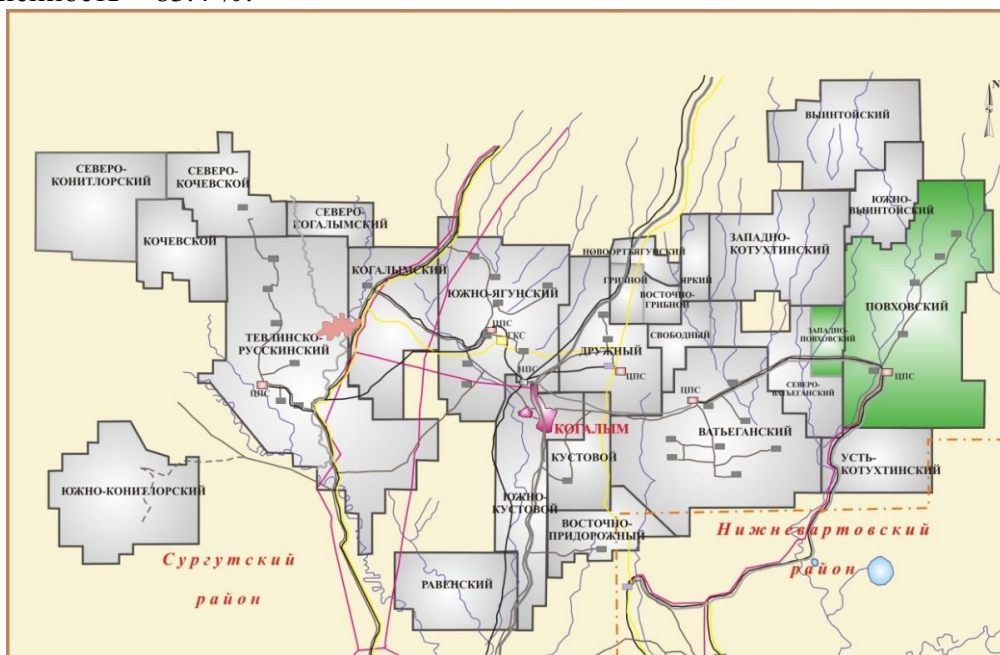 ВЫИНТОЙСКИЙ
СЕВЕРО-
КОНИТЛОРСКИЙ
СЕВЕРО-
КОЧЕВСКОЙ
ЮЖНО-
ВЫИНТОЙСКИЙ
СЕВЕРО-
КОГАЛЫМСКИЙ
КОЧЕВСКОЙ
ЗАПАДНО-
КОТУХТИНСКИЙ
НОВООРТЬЯГУНСКИЙ
КОГАЛЫМСКИЙ
ГРИБНОЙ
ЯРКИЙ
ЮЖНО-ЯГУНСКИЙ
ВОСТОЧНО-
ГРИБНОЙ
ПОВХОВСКИЙ
ЦПС
ГКС
СВОБОДНЫЙ
ЗАПАДНО-
ПОВХОВСКИЙ
ТЕВЛИНСКО-
РУССКИНСКИЙ
ДРУЖНЫЙ
НПС
ЦПС
ЦПС
ЦПС
ЦПС
СЕВЕРО-
ВАТЬЕГАНСКИЙ
КОГАЛЫМ
ВАТЬЕГАНСКИЙ
КУСТОВОЙ
УСТЬ-
КОТУХТИНСКИЙ
ЮЖНО-КОНИТЛОРСКИЙ
ЮЖНО-
КУСТОВОЙ
ВОСТОЧНО-
ПРИДОРОЖНЫЙ
Нижневартовский
район
Сургутский
район
РАВЕНСКИЙ